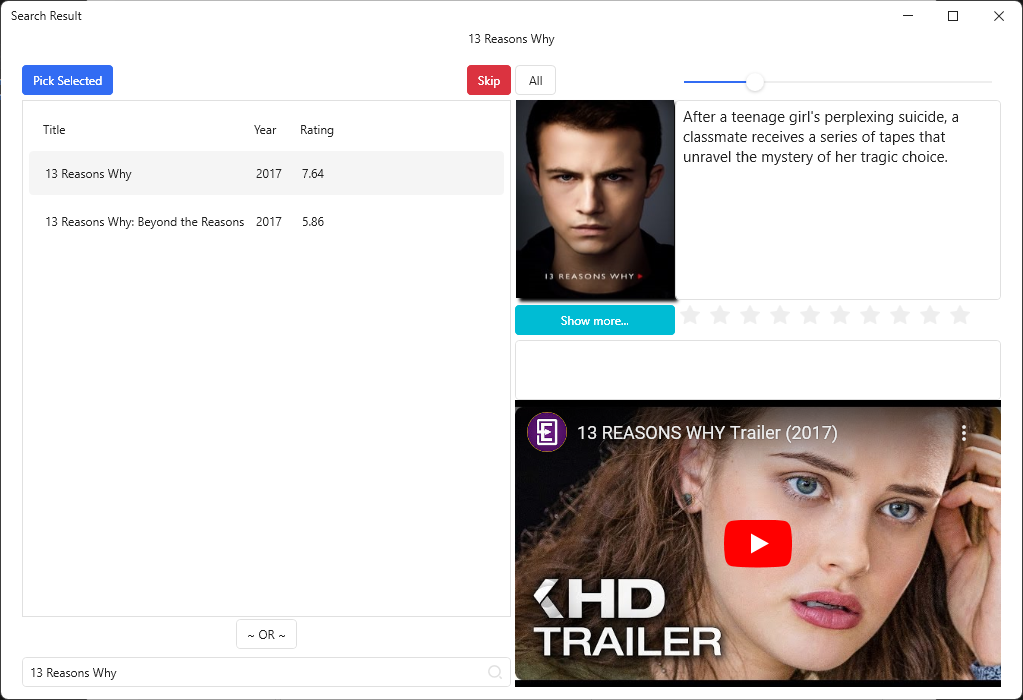 Search Result
13 Reasons Why
Pick Selected
Skip
All
Title Year Rating
13 Reasons Why 2017 7.64
13 Reasons Why: Beyond the Reasons 2017 5.86
~ OR ~
13 Reasons Why
13 REASONS WHY
After a teenage girl's perplexing suicide, a
classmate receives a series of tapes that
unravel the mystery of her tragic choice.
Show more...
E
13 REASONS WHY Trailer (2017)
HD
TRAILER